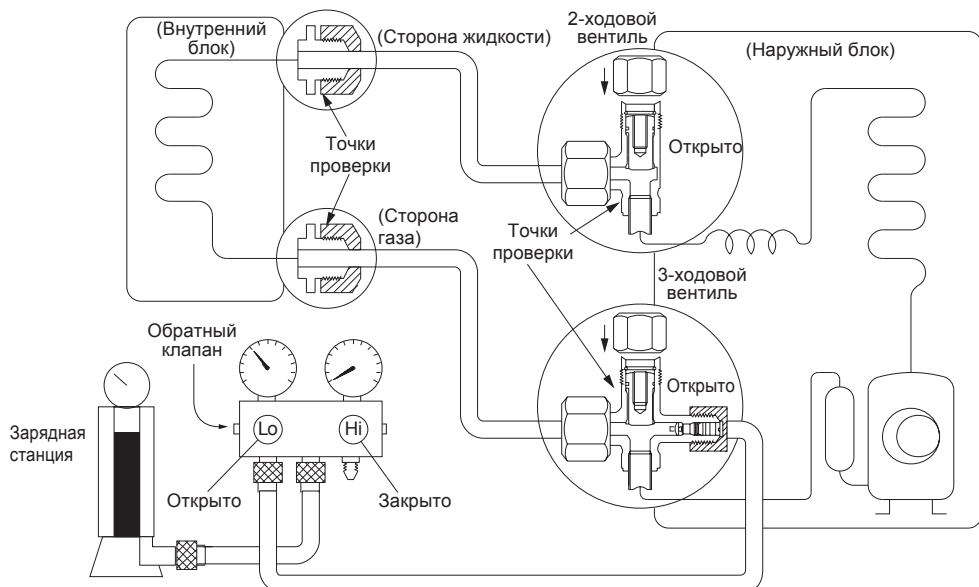 (Внутренний
блок)
(Сторона жидкости)
2-ходовой
вентиль
(Наружный блок)
Открыто
Точки
проверки
(Сторона
газа)
Точки
проверки
3-ходовой
вентиль
Обратный
клапан
Открыто
Зарядная
станция
Lo
Hi
Открыто
Закрыто